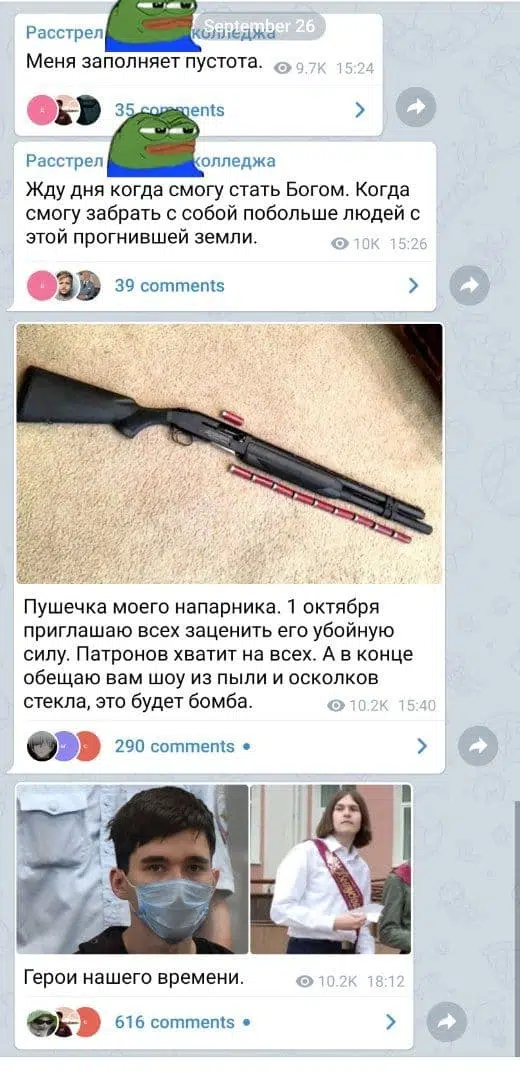 September 26
Расстрел колледжа
Меня заполняет пустота. 9.7K 15:24
35 comments
Расстрел колледжа
Жду дня когда смогу стать Богом. Когда
смогу забрать с собой побольше людей с
этой прогнившей земли. 10K 15:26
39 comments
Пушечка моего напарника. 1 октября
приглашаю всех заценить его убойную
силу. Патронов хватит на всех. А в конце
обещаю вам шоу из пыли и осколков
стекла, это будет бомба. 10.2K 15:40
290 comments
Герои нашего времени. 10.2K 18:12
616 comments